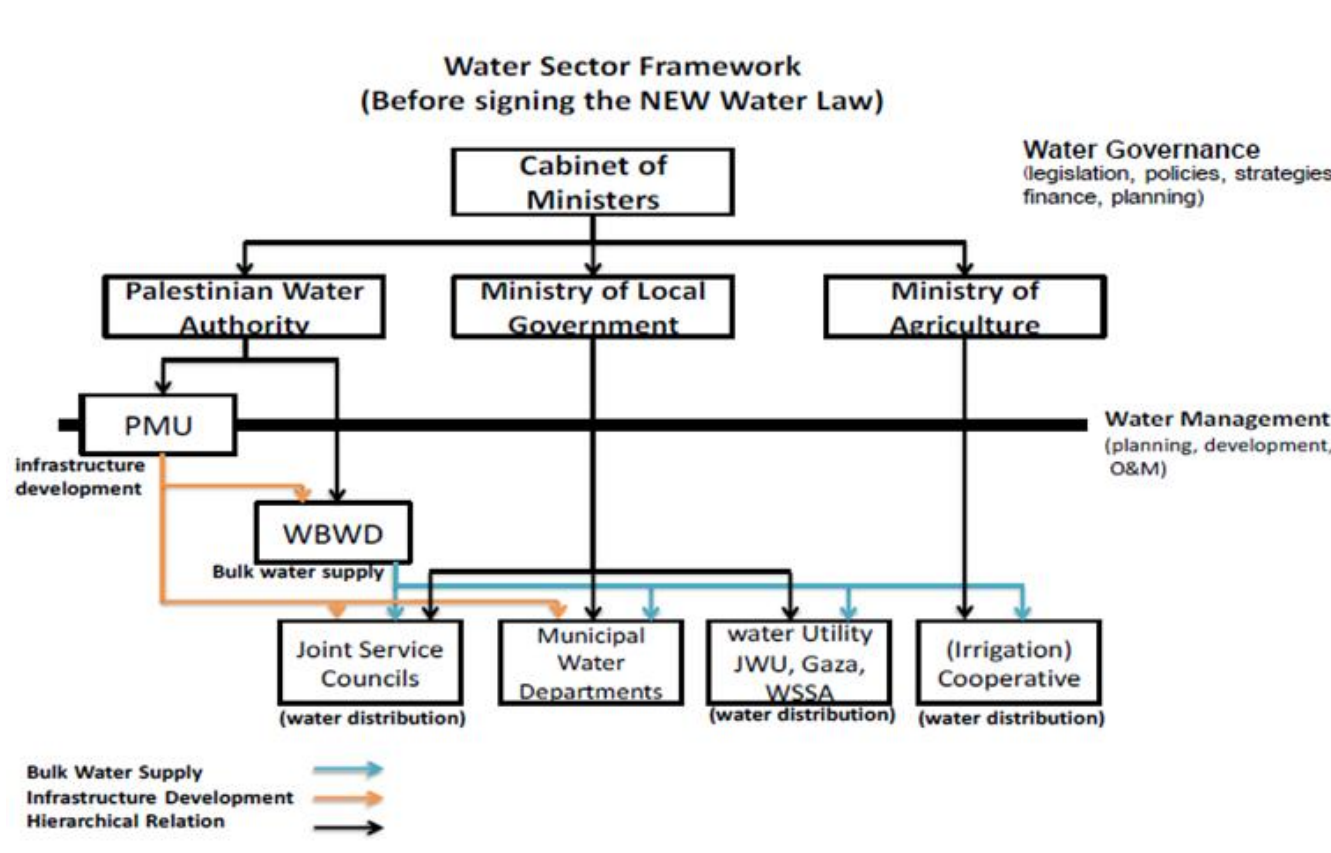 Water Sector Framework
(Before signing the NEW Water Law)
Cabinet of
Ministers
Water Governance
(legislation, policies, strategies
finance, planning)
Palestinian Water
Authority
Ministry of Local
Government
Ministry of
Agriculture
PMU
Water Management
(planning, development,
O&M)
infrastructure
development
WBWD
Bulk water supply
Joint Service
Councils
(water distribution)
Municipal
Water
Departments
water Utility
JWU, Gaza,
WSSA
(water distribution)
(Irrigation)
Cooperative
(water distribution)
Bulk Water Supply
Infrastructure Development
Hierarchical Relation